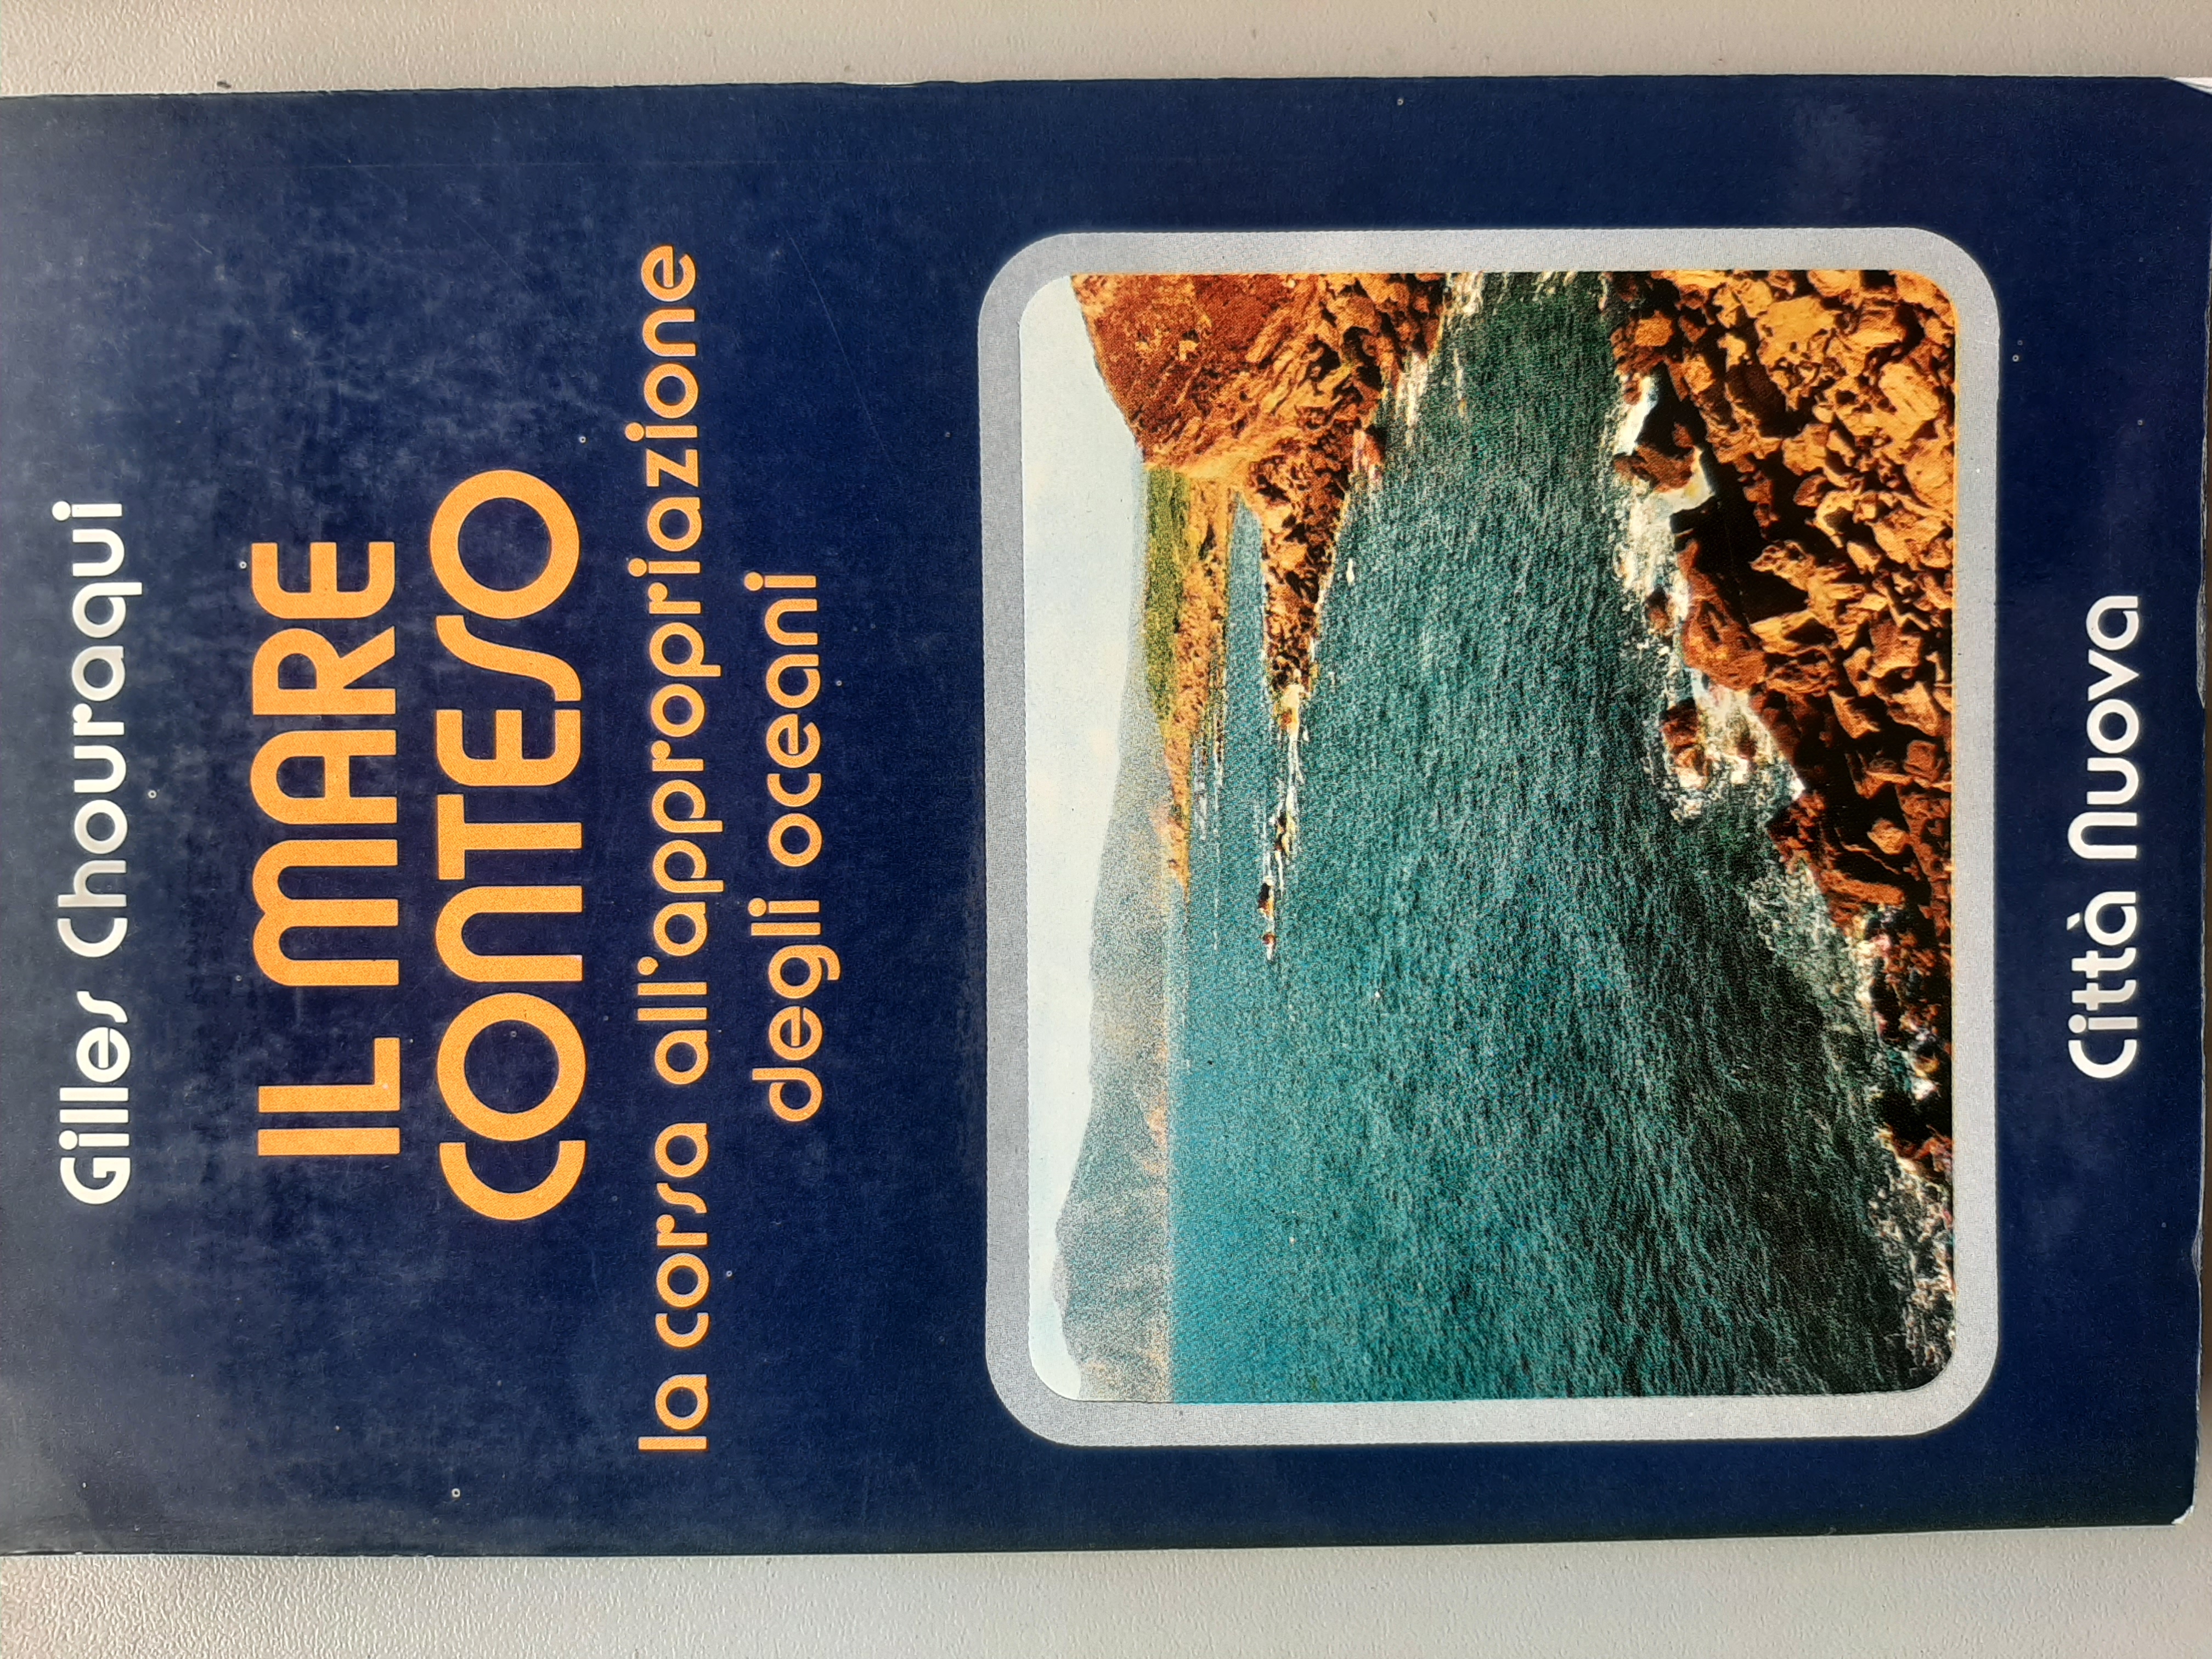 Gilles Chouraqui
IL MARE
CONTESO
la corsa all'appropriazione
degli oceani
Città Nuova